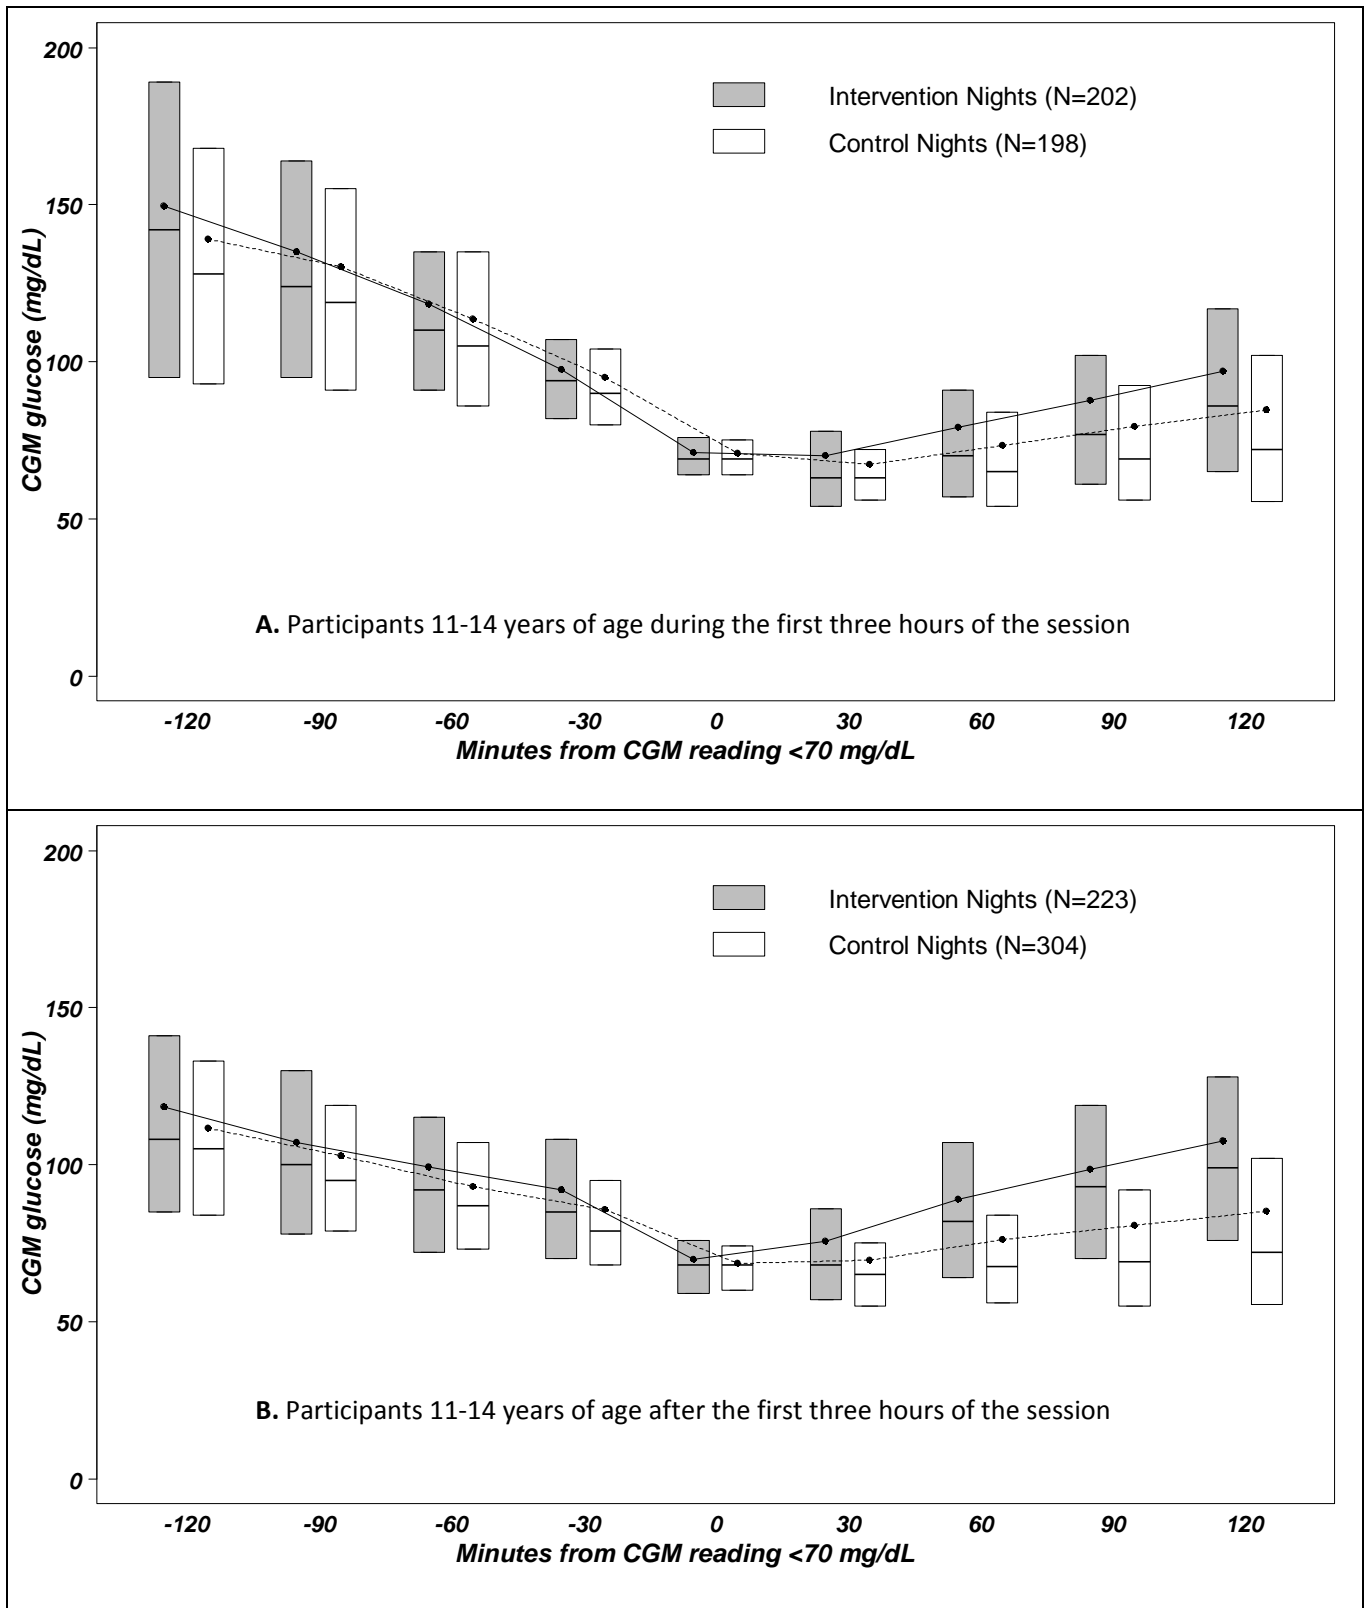 200
150
100
50
0
CGM glucose (mg/dL)
Intervention Nights (N=202)
Control Nights (N=198)
A. Participants 11-14 years of age during the first three hours of the session
-120 -90 -60 -30 0 30 60 90 120
Minutes from CGM reading <70 mg/dL
200
150
100
50
0
CGM glucose (mg/dL)
Intervention Nights (N=223)
Control Nights (N=304)
B. Participants 11-14 years of age after the first three hours of the session
-120 -90 -60 -30 0 30 60 90 120
Minutes from CGM reading <70 mg/dL